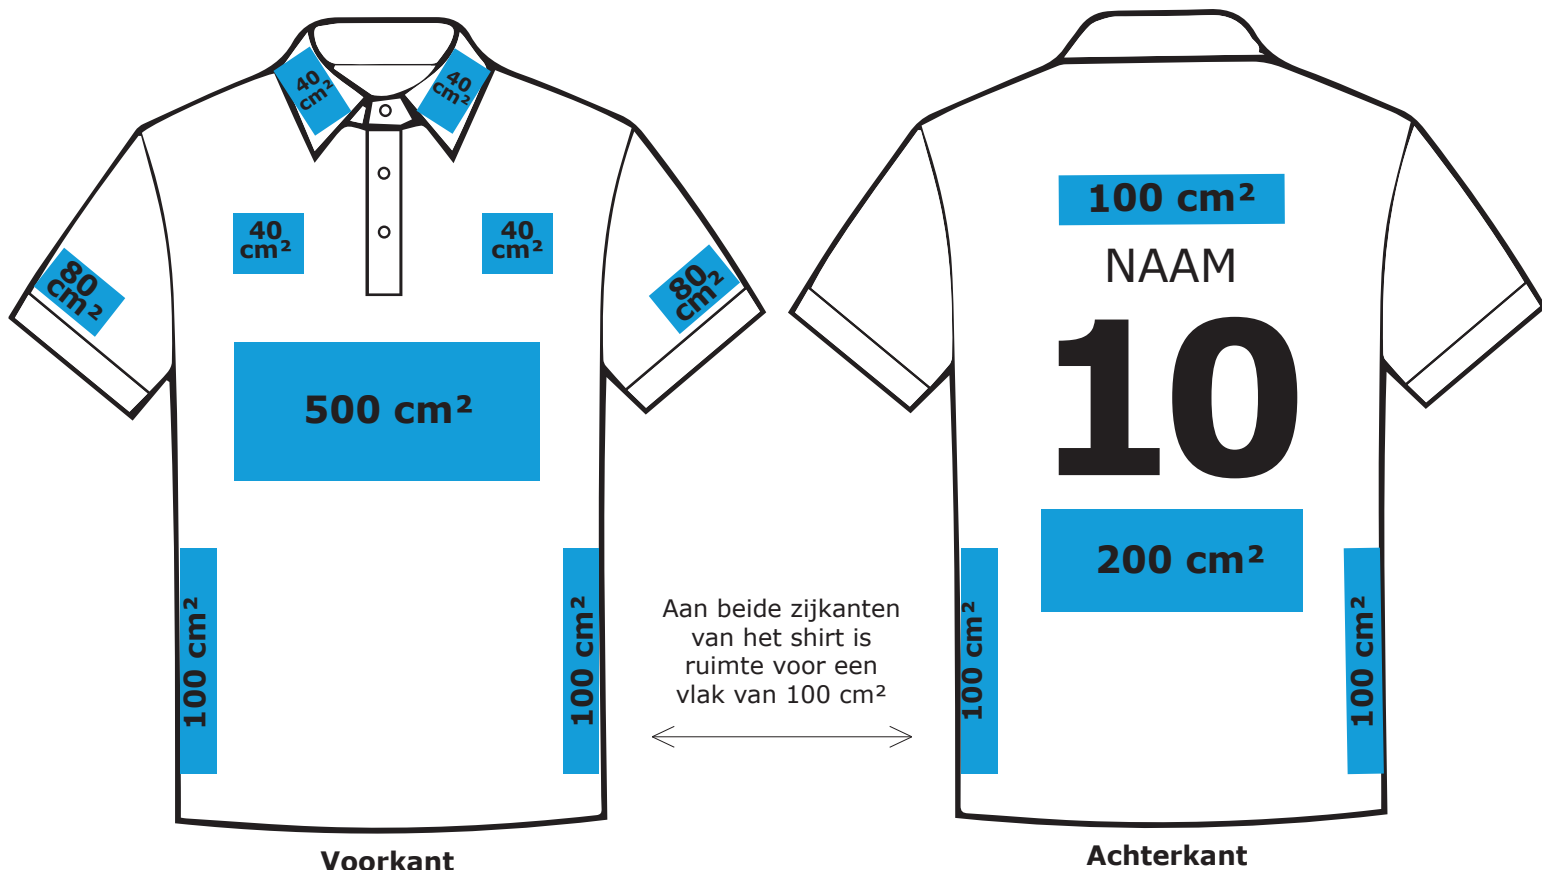 40
cm²
40
cm²
40
cm²
40
cm²
80
cm²
80
cm²
500 cm²
100 cm²
100 cm²
Voorkant
Aan beide zijkanten
van het shirt is
ruimte voor een
vlak van 100 cm²
100 cm²
NAAM
10
200 cm²
100 cm²
100 cm²
Achterkant